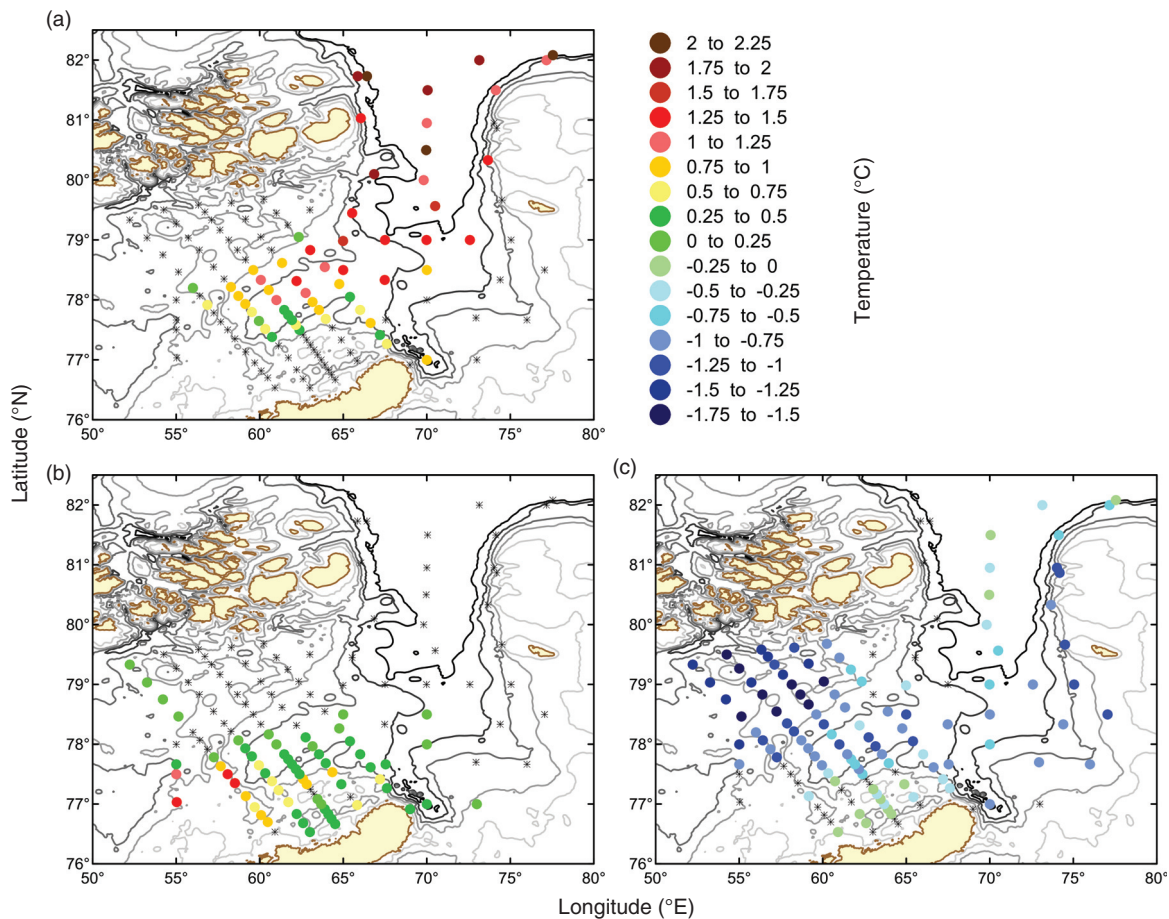 (a)
82°
81°
80°
79°
78°
77°
76°
50° 55° 60° 65° 70° 75° 80°
2 to 2.25
1.75 to 2
1.5 to 1.75
1.25 to 1.5
1 to 1.25
0.75 to 1
0.5 to 0.75
0.25 to 0.5
0 to 0.25
-0.25 to 0
-0.5 to -0.25
-0.75 to -0.5
-1 to -0.75
-1.25 to -1
-1.5 to -1.25
-1.75 to -1.5
Temperature (°C)
Latitude (°N)
(b)
82°
81°
80°
79°
78°
77°
76°
50° 55° 60° 65° 70° 75° 80°
(c)
82°
81°
80°
79°
78°
77°
76°
50° 55° 60° 65° 70° 75° 80°
Longitude (°E)